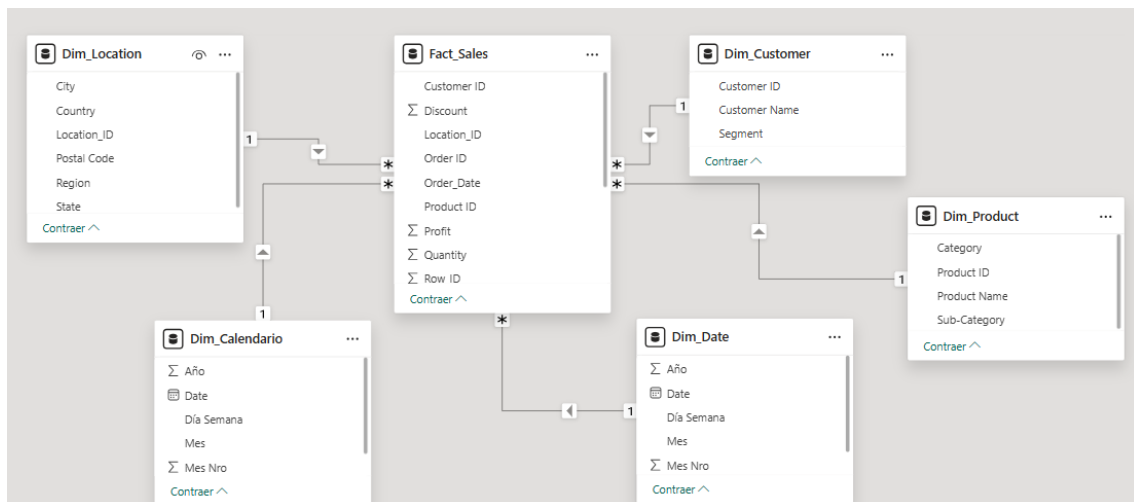 Dim_Location
City
Country
Location_ID
Postal Code
Region
State
Contraer
Fact_Sales
Customer ID
Discount
Location_ID
Order ID
Order_Date
Product ID
Profit
Quantity
Row ID
Contraer
Dim_Customer
Customer ID
Customer Name
Segment
Contraer
Dim_Product
Category
Product ID
Product Name
Sub-Category
Contraer
Dim_Calendario
Año
Date
Día Semana
Mes
Mes Nro
Contraer
Dim_Date
Año
Date
Día Semana
Mes
Mes Nro
Contraer
1
*
*
1
*
1
*
1
*
1